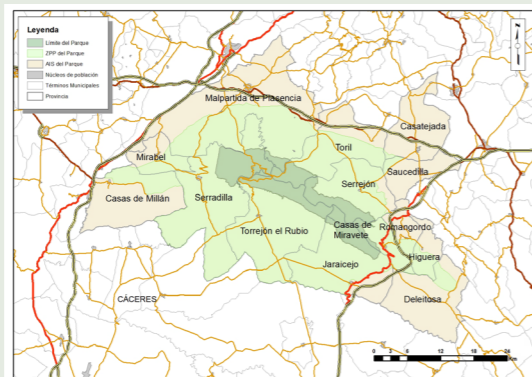 Leyenda
Límite del Parque
ZPP del Parque
AIS del Parque
Núcleos de población
Términos Municipales
Provincia
Malpartida de Plasencia
Casatejada
Toril
Mirabel
Saucedilla
Serrejón
Casas de Millán
Serradilla
Casas de
Miravete
Romangordo
Torrejón el Rubio
Higuera
Jaraicejo
CÁCERES
Deleitosa
0 3 6 12 18 24